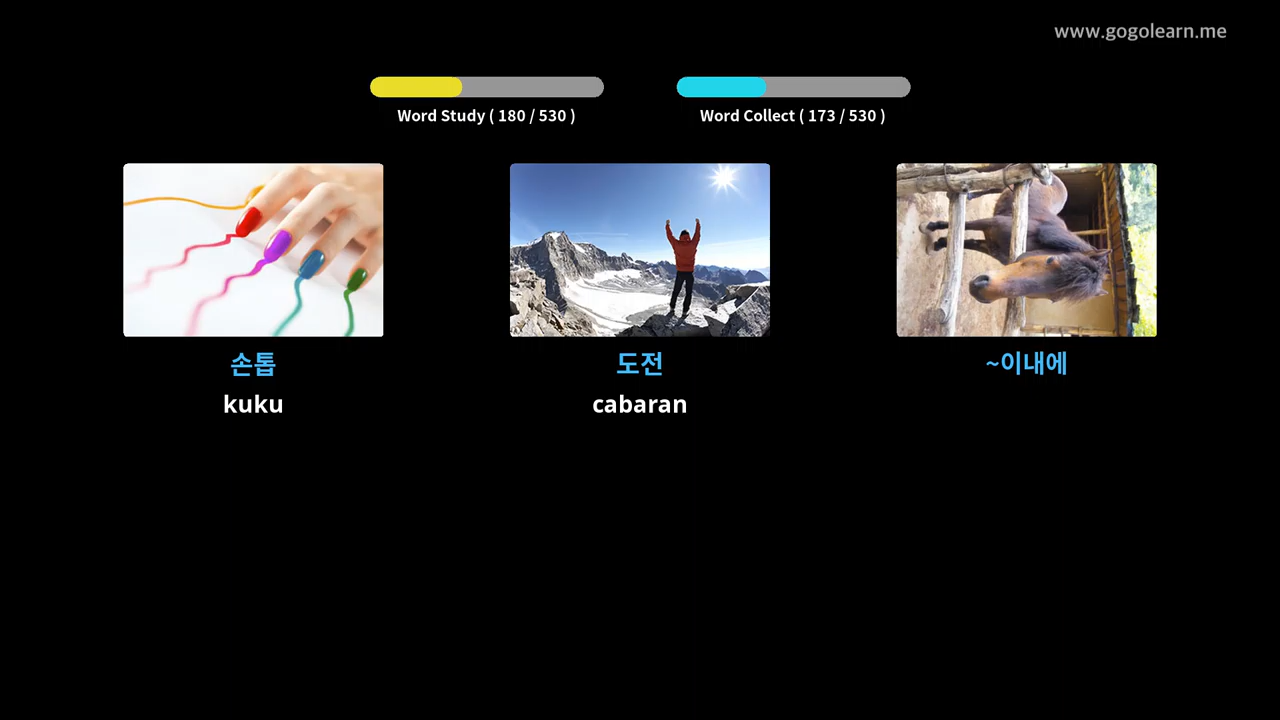 www.gogolearn.me
Word Study ( 180 / 530 )
Word Collect ( 173 / 530 )
손톱
도전
~이내에
kuku
cabaran